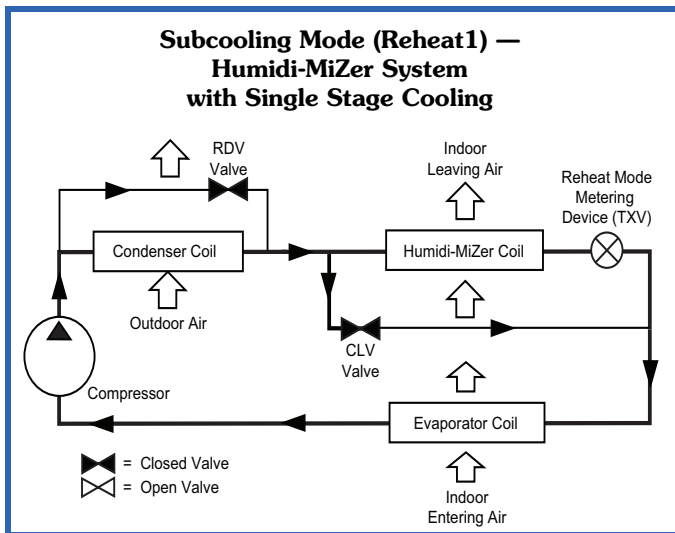 Subcooling Mode (Reheat1) —
Humidi-MiZer System
with Single Stage Cooling
RDV
Valve
Indoor
Leaving Air
Reheat Mode
Metering
Device (TXV)
Condenser Coil
Humidi-MiZer Coil
Outdoor Air
CLV
Valve
Compressor
Evaporator Coil
= Closed Valve
= Open Valve
Indoor
Entering Air